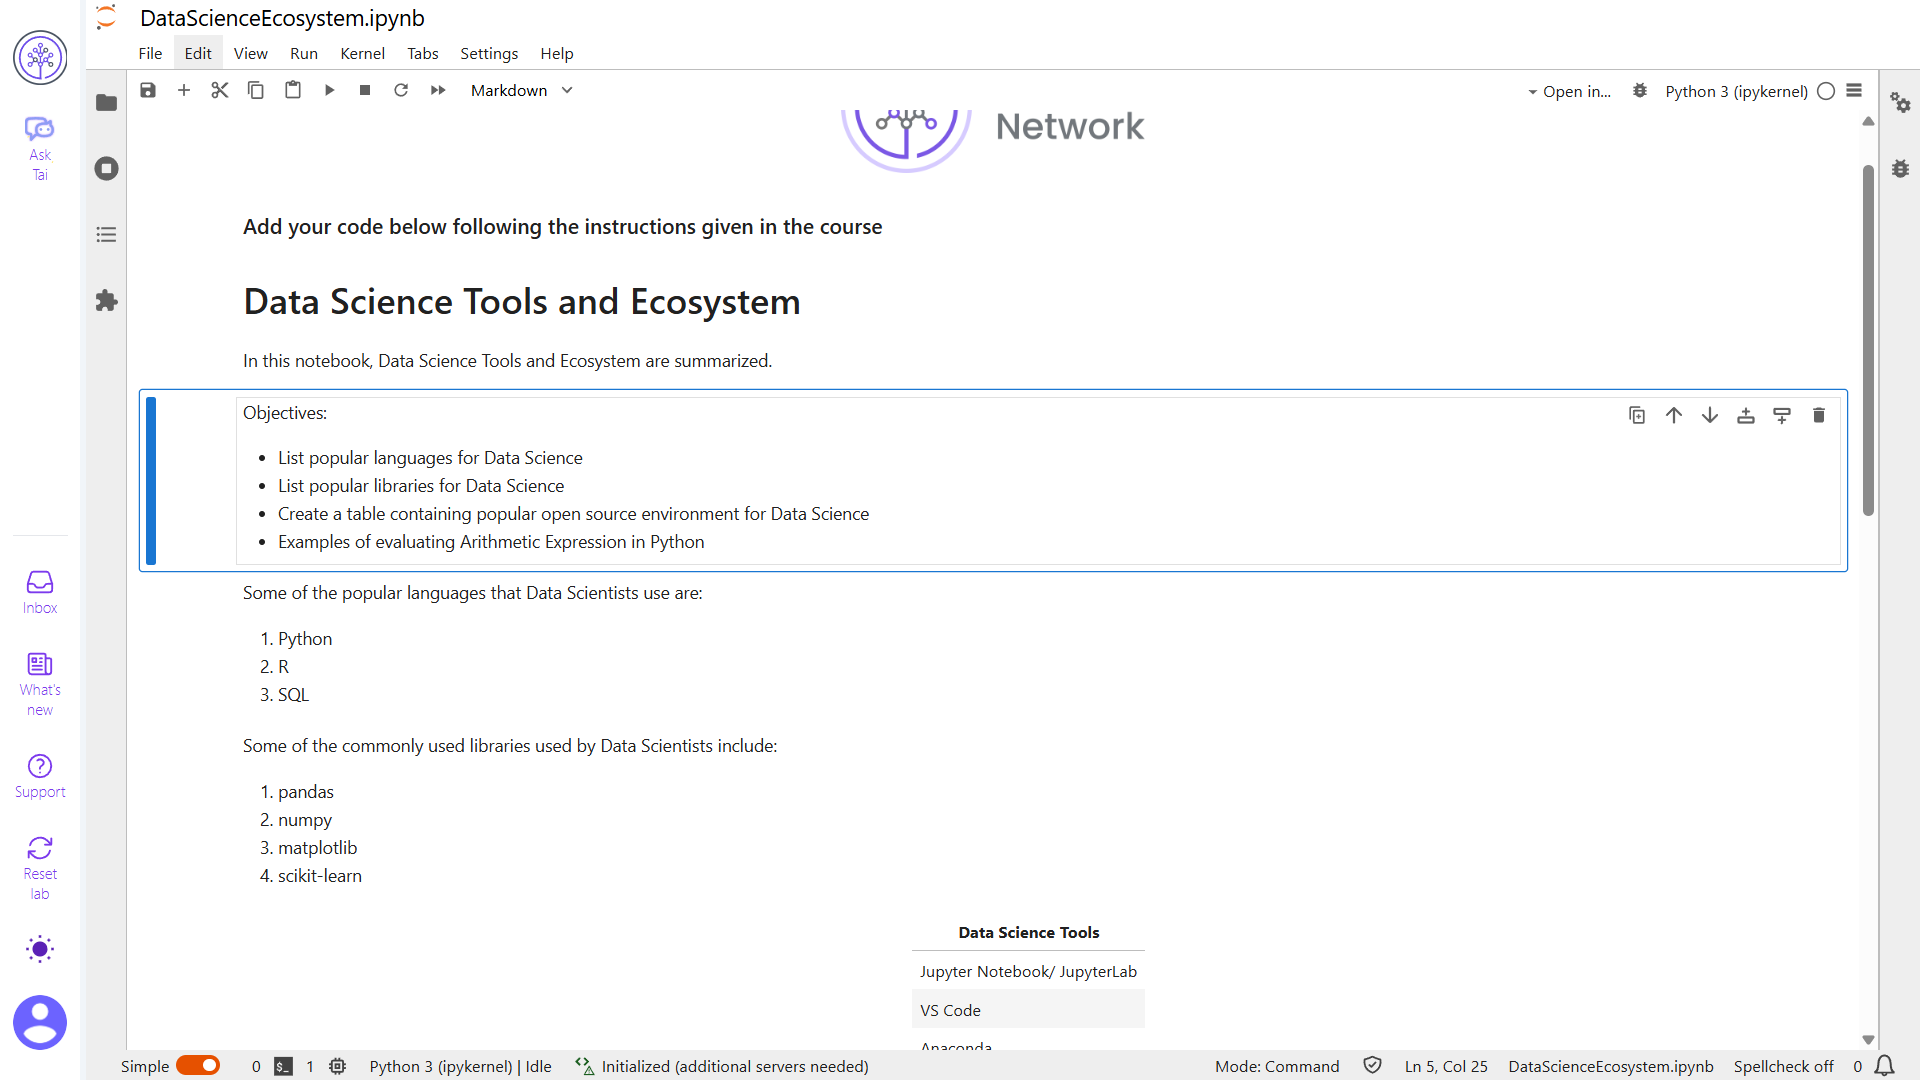 DataScienceEcosystem.ipynb
File Edit View Run Kernel Tabs Settings Help
Markdown
Open in...
Python 3 (ipykernel)
Ask
Tai
Network
Add your code below following the instructions given in the course
Data Science Tools and Ecosystem
In this notebook, Data Science Tools and Ecosystem are summarized.
Objectives:
• List popular languages for Data Science
• List popular libraries for Data Science
• Create a table containing popular open source environment for Data Science
• Examples of evaluating Arithmetic Expression in Python
Some of the popular languages that Data Scientists use are:
1. Python
2. R
3. SQL
Some of the commonly used libraries used by Data Scientists include:
1. pandas
2. numpy
3. matplotlib
4. scikit-learn
Data Science Tools
Jupyter Notebook/ JupyterLab
VS Code
Anaconda
Inbox
What's
new
Support
Reset
lab
Simple 0 $_ 1 Python 3 (ipykernel) | Idle Initialized (additional servers needed) Mode: Command Ln 5, Col 25 DataScienceEcosystem.ipynb Spellcheck off 0